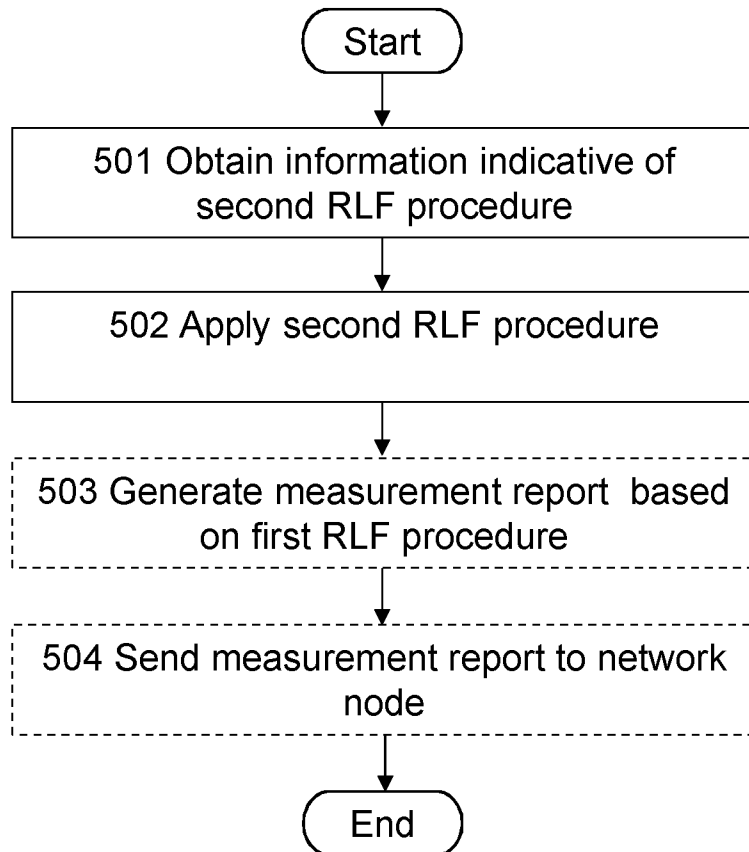 Start
501 Obtain information indicative of
second RLF procedure
502 Apply second RLF procedure
503 Generate measurement report based
on first RLF procedure
504 Send measurement report to network
node
End